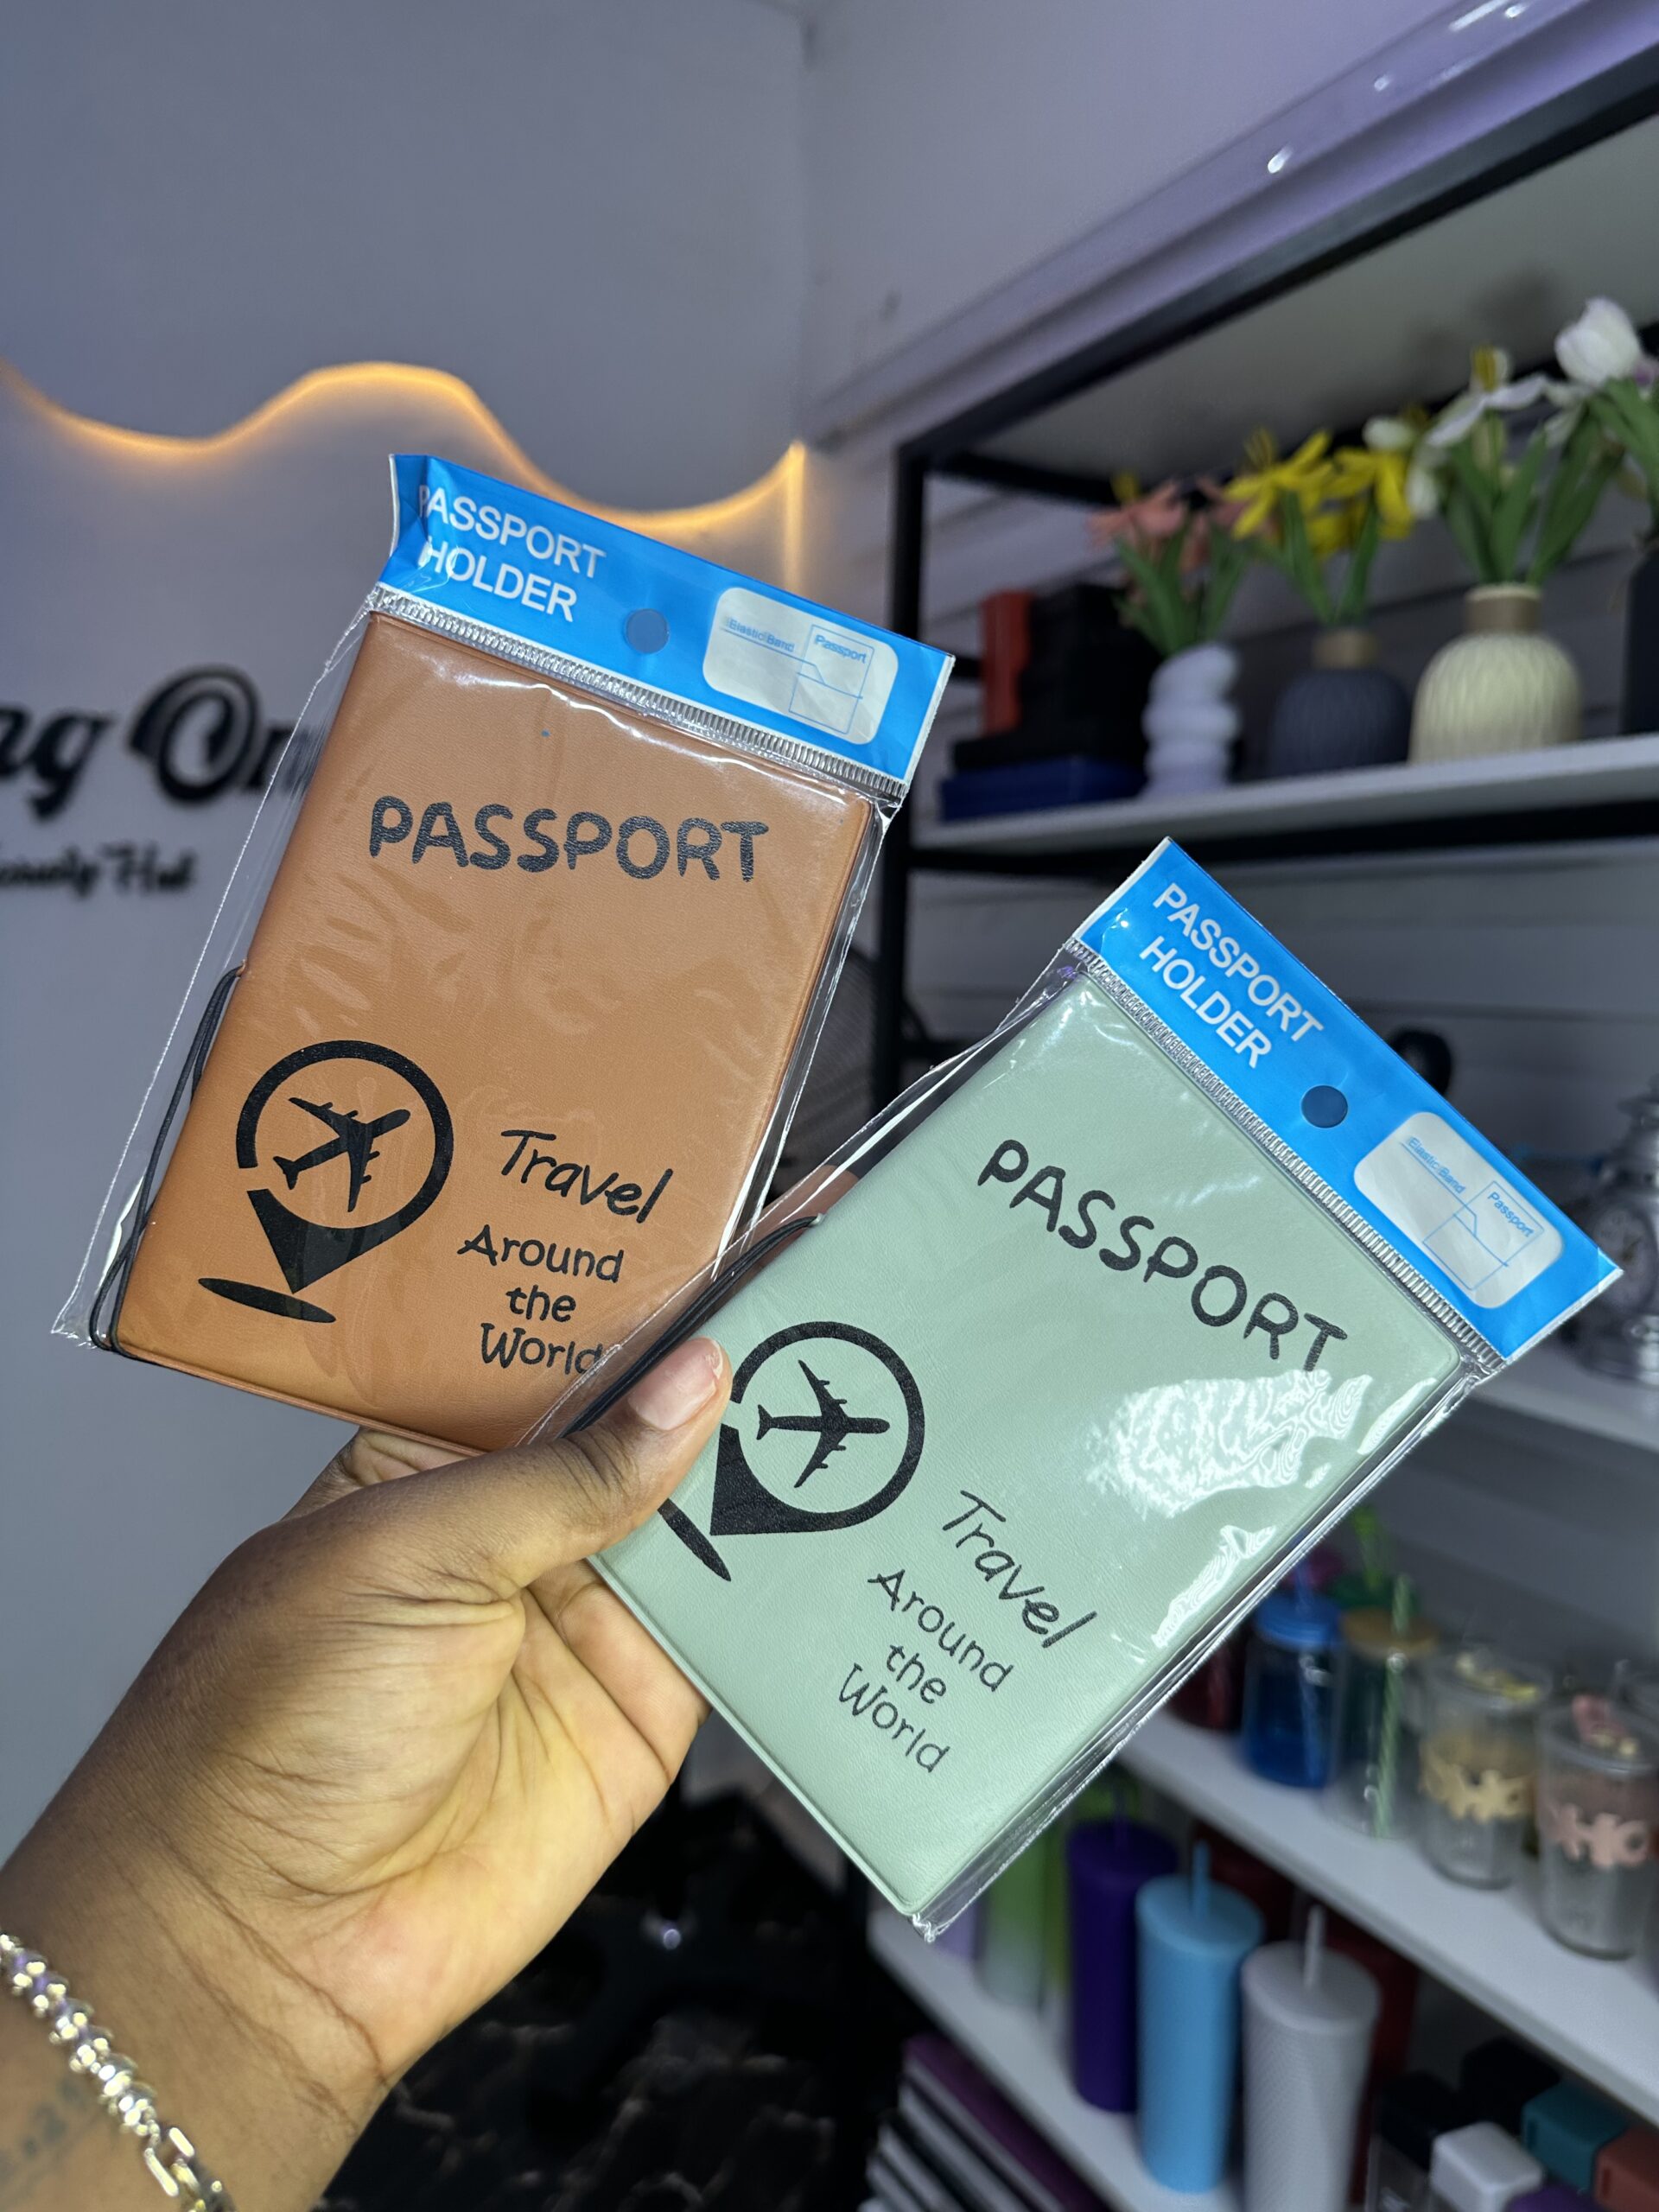 PASSPORT
HOLDER
Elastic Band
Passport
PASSPORT
Travel
Around
the
World
PASSPORT
HOLDER
Elastic Band
Passport
PASSPORT
Travel
Around
the
World